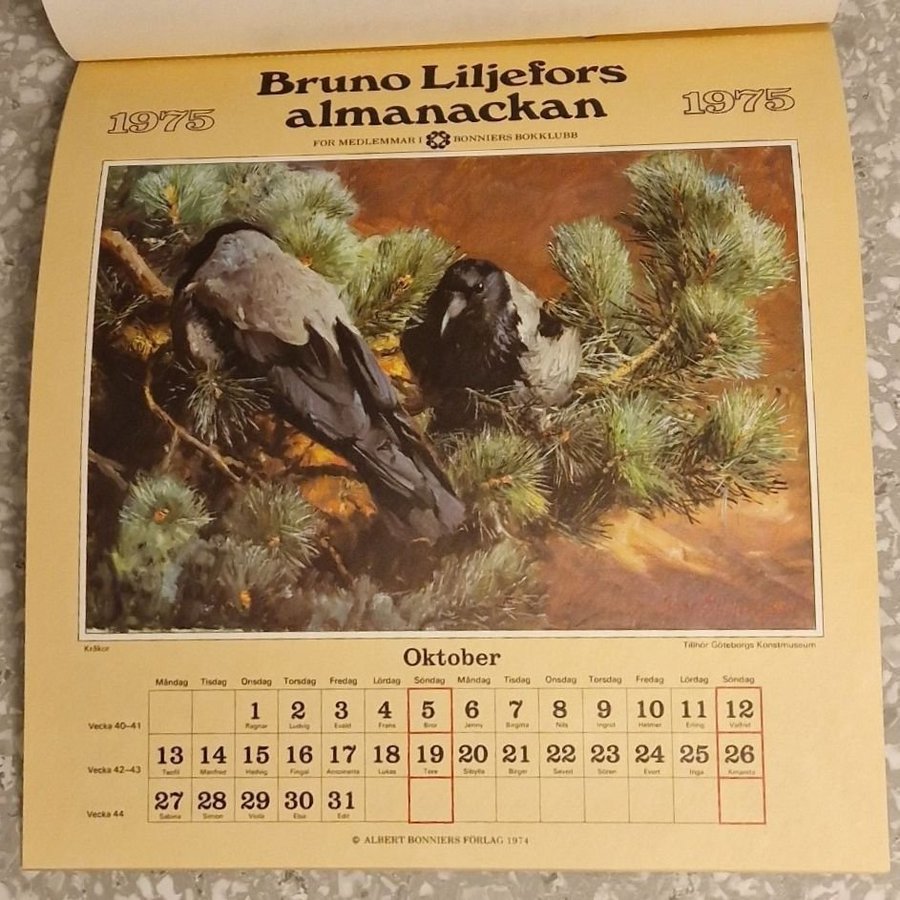 Bruno Liljefors
1975 almanackan 1975
FÖR MEDLEMMAR I BONNIERS BOKKLUBB
Kråkor Tillhör Göteborgs Konstmuseum
Oktober
Måndag Tisdag Onsdag Torsdag Fredag Lördag Söndag Måndag Tisdag Onsdag Torsdag Fredag Lördag Söndag
Vecka 40–41 1 2 3 4 5 6 7 8 9 10 11 12
Ragnar Ludvig Evald Frans Bror Jenny Birgitta Nils Ingrid Helmer Erling Valfrid
Vecka 42–43 13 14 15 16 17 18 19 20 21 22 23 24 25 26
Teofil Manfred Hedvig Fingal Antoinetta Lukas Tore Sibylla Birger Severi Sören Evert Inga Amanda
Vecka 44 27 28 29 30 31
Sabina Simon Viola Elsa Edit
© ALBERT BONNIERS FÖRLAG 1974